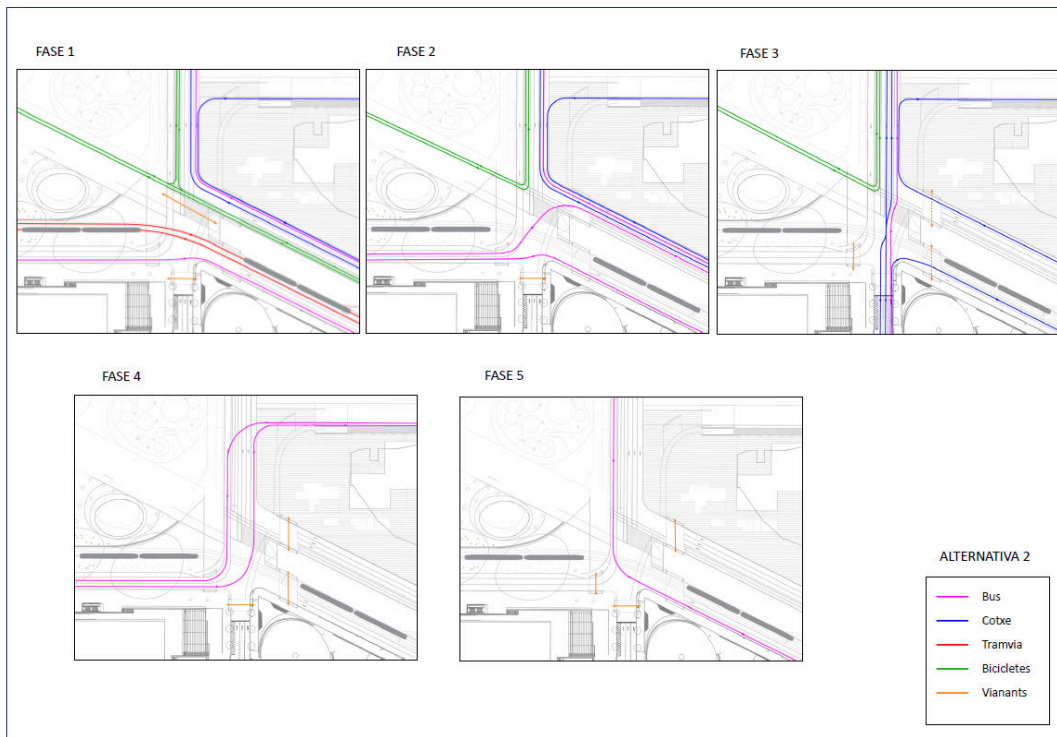 FASE 1
FASE 2
FASE 3
FASE 4
FASE 5
ALTERNATIVA 2
Bus
Cotxe
Tramvia
Bicicletes
Vianants